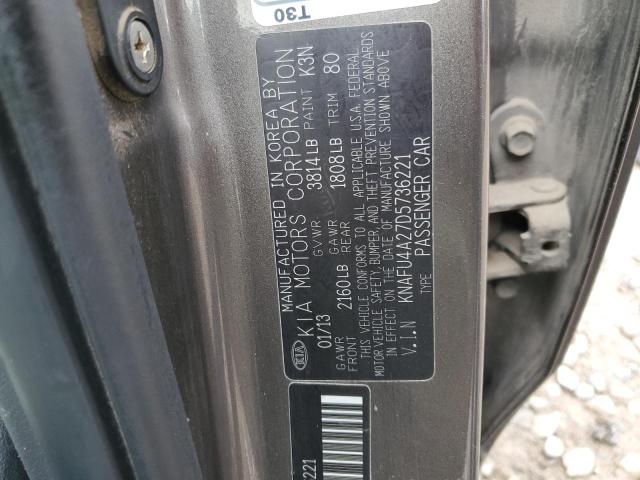 T30
MANUFACTURED IN KOREA BY
KIA KIA MOTORS CORPORATION
01/13 GVWR 3814LB PAINT K3N
GAWR FRONT 2160LB GAWR REAR 1808LB TRIM 80
THIS VEHICLE CONFORMS TO ALL APPLICABLE U.S.A. FEDERAL
MOTOR VEHICLE SAFETY, BUMPER, AND THEFT PREVENTION STANDARDS
IN EFFECT ON THE DATE OF MANUFACTURE SHOWN ABOVE
V.I.N KNAFU4A27D5736221
TYPE PASSENGER CAR
221